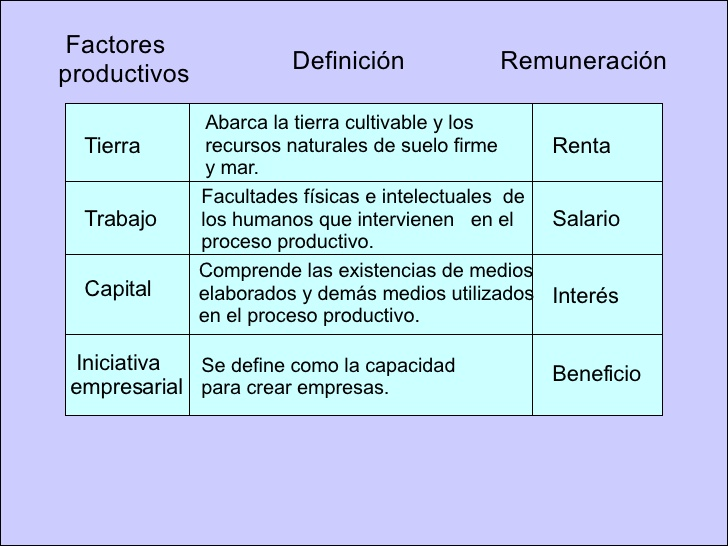 Factores
productivos
Definición
Remuneración
Tierra
Abarca la tierra cultivable y los
recursos naturales de suelo firme
y mar.
Renta
Trabajo
Facultades físicas e intelectuales de
los humanos que intervienen en el
proceso productivo.
Salario
Capital
Comprende las existencias de medios
elaborados y demás medios utilizados
en el proceso productivo.
Interés
Iniciativa
empresarial
Se define como la capacidad
para crear empresas.
Beneficio